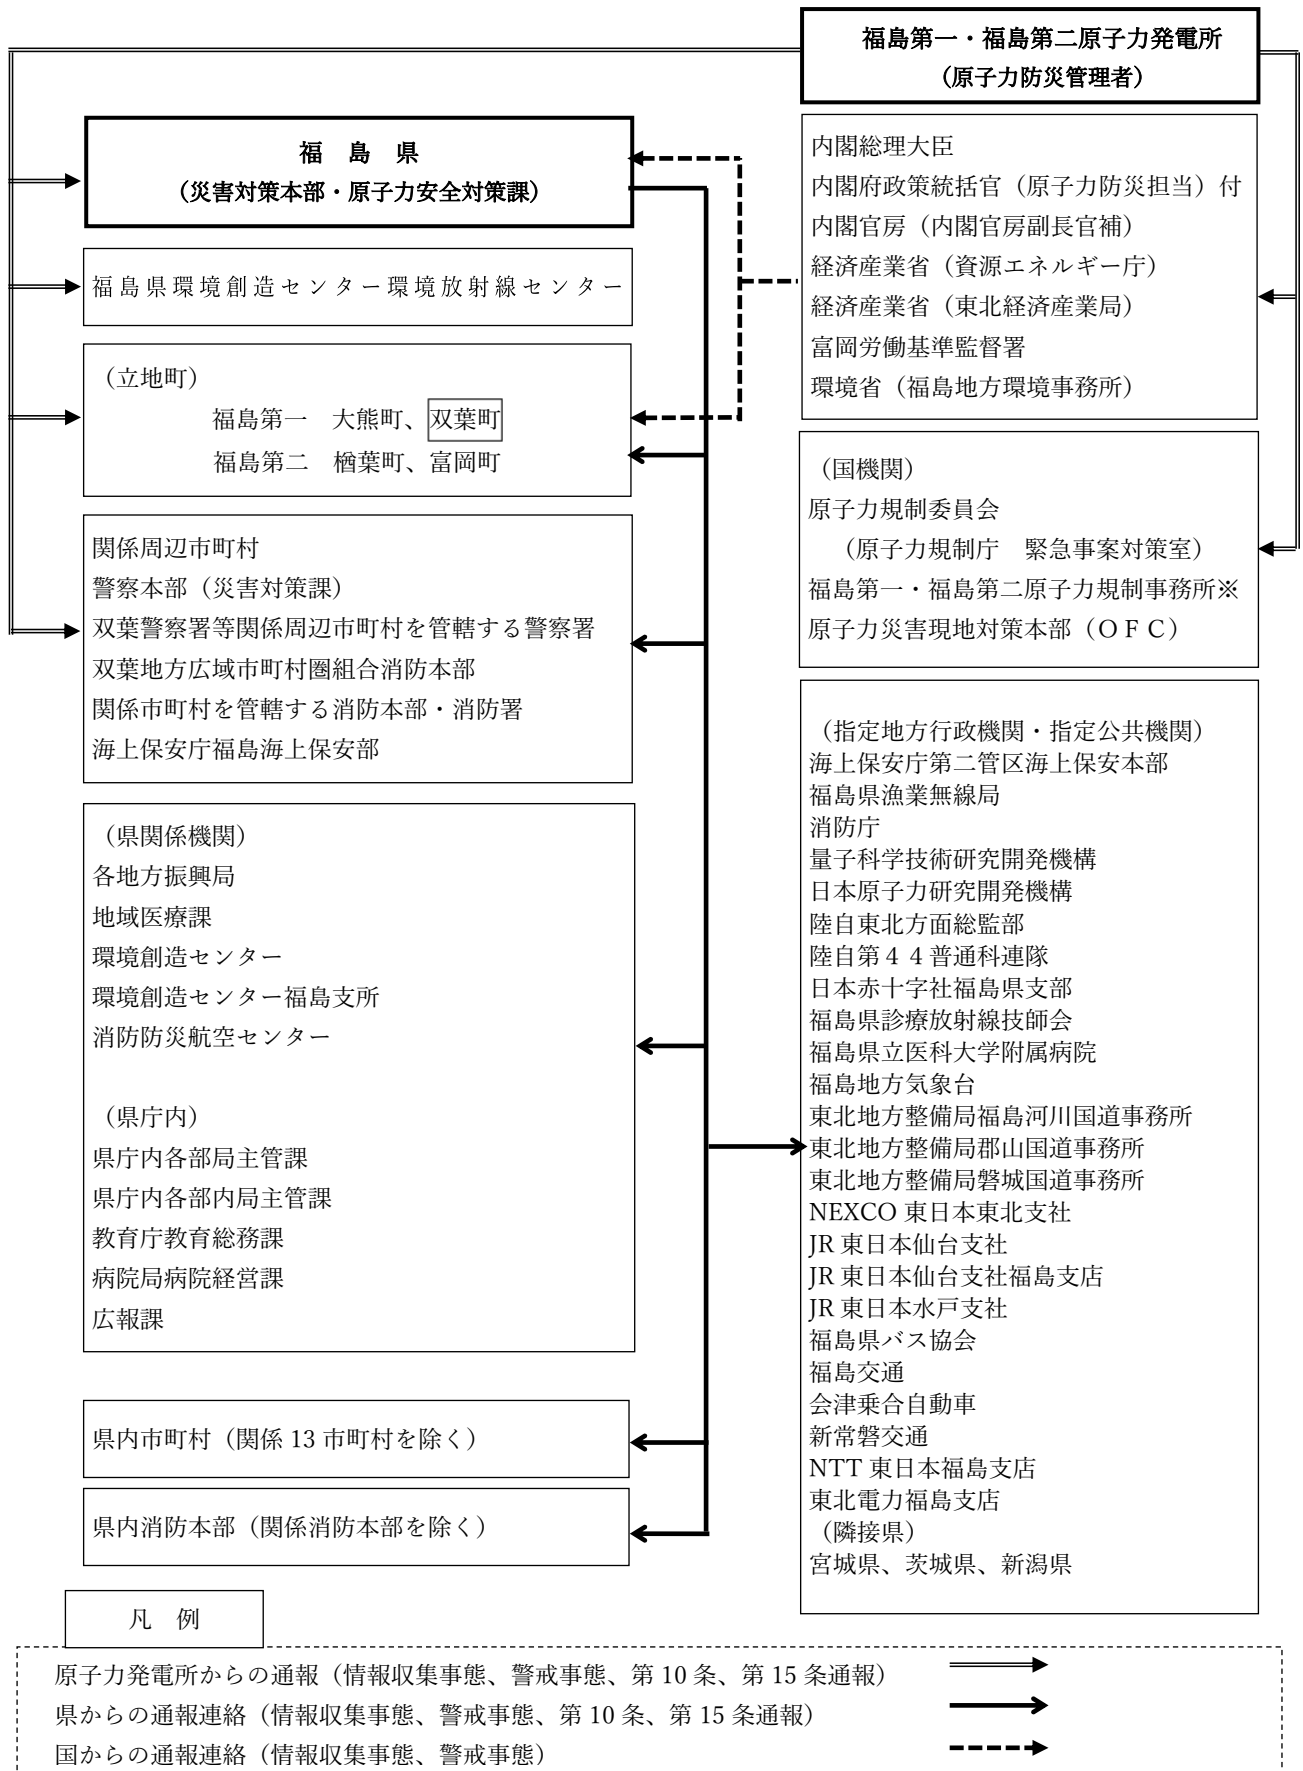 福島第一・福島第二原子力発電所
（原子力防災管理者）
福　島　県
（災害対策本部・原子力安全対策課）
福島県環境創造センター環境放射線センター
（立地町）
福島第一　大熊町、双葉町
福島第二　楢葉町、富岡町
関係周辺市町村
警察本部（災害対策課）
双葉警察署等関係周辺市町村を管轄する警察署
双葉地方広域市町村圏組合消防本部
関係市町村を管轄する消防本部・消防署
海上保安庁福島海上保安部
（県関係機関）
各地方振興局
地域医療課
環境創造センター
環境創造センター福島支所
消防防災航空センター
（県庁内）
県庁内各部局主管課
県庁内各部内局主管課
教育庁教育総務課
病院局病院経営課
広報課
県内市町村（関係 13 市町村を除く）
県内消防本部（関係消防本部を除く）
内閣総理大臣
内閣府政策統括官（原子力防災担当）付
内閣官房（内閣官房副長官補）
経済産業省（資源エネルギー庁）
経済産業省（東北経済産業局）
富岡労働基準監督署
環境省（福島地方環境事務所）
（国機関）
原子力規制委員会
（原子力規制庁　緊急事案対策室）
福島第一・福島第二原子力規制事務所※
原子力災害現地対策本部（ＯＦＣ）
（指定地方行政機関・指定公共機関）
海上保安庁第二管区海上保安本部
福島県漁業無線局
消防庁
量子科学技術研究開発機構
日本原子力研究開発機構
陸自東北方面総監部
陸自第４４普通科連隊
日本赤十字社福島県支部
福島県診療放射線技師会
福島県立医科大学附属病院
福島地方気象台
東北地方整備局福島河川国道事務所
東北地方整備局郡山国道事務所
東北地方整備局磐城国道事務所
NEXCO 東日本東北支社
JR 東日本仙台支社
JR 東日本仙台支社福島支店
JR 東日本水戸支社
福島県バス協会
福島交通
会津乗合自動車
新常磐交通
NTT 東日本福島支店
東北電力福島支店
（隣接県）
宮城県、茨城県、新潟県
凡　例
原子力発電所からの通報（情報収集事態、警戒事態、第 10 条、第 15 条通報）
県からの通報連絡（情報収集事態、警戒事態、第 10 条、第 15 条通報）
国からの通報連絡（情報収集事態、警戒事態）